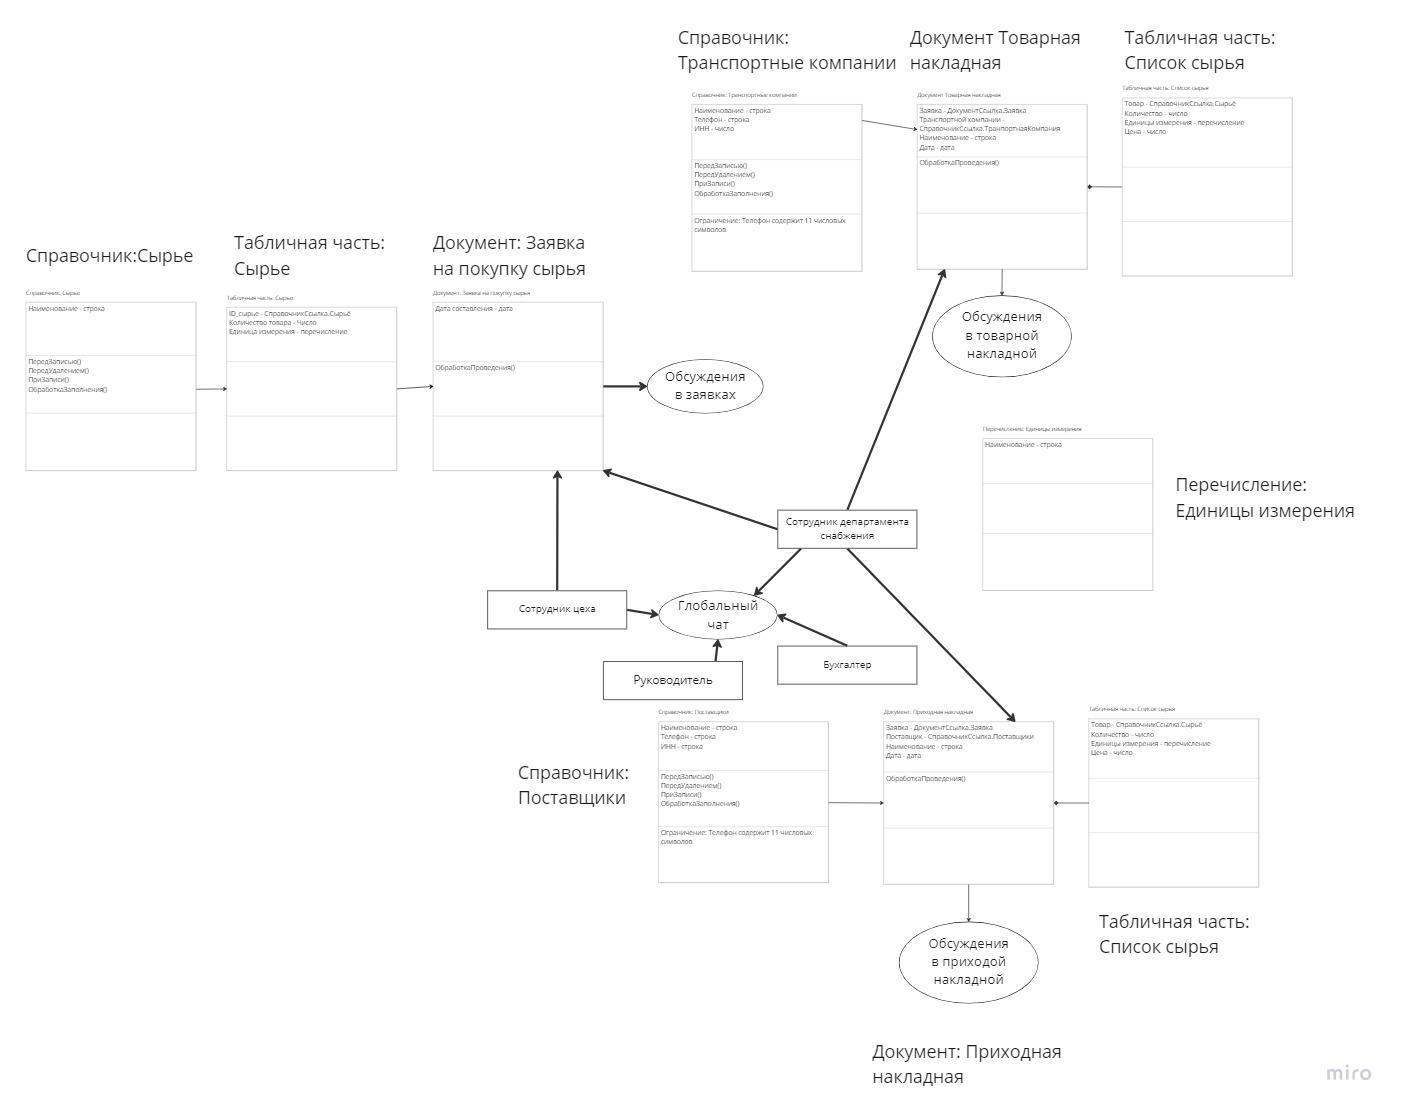 Справочник:
Транспортные компании
Документ Товарная
накладная
Табличная часть:
Список сырья
Справочник: Транспортные компании
Наименование - строка
Телефон - строка
ИНН - число
ПередЗаписью()
ПередУдалением()
ПриЗаписи()
ОбработкаЗаполнения()
Ограничение: Телефон содержит 11 числовых
символов
Документ Товарная накладная
Заявка - ДокументСсылка.Заявка
Транспортной компании -
СправочникСсылка.ТранпортнаяКомпания
Наименование - строка
Дата - дата
ОбработкаПроведения()
Табличная часть: Список сырья
Товар - СправочникСсылка.Сырьё
Количество - число
Единицы измерения - перечисление
Цена - число
Справочник:Сырье
Табличная часть:
Сырье
Документ: Заявка
на покупку сырья
Справочник: Сырье
Наименование - строка
ПередЗаписью()
ПередУдалением()
ПриЗаписи()
ОбработкаЗаполнения()
Табличная часть: Сырье
ID_сырье - СправочникСсылка.Сырьё
Количество товара - Число
Единица измерения - перечисление
Документ: Заявка на покупку сырья
Дата составления - дата
ОбработкаПроведения()
Обсуждения
в заявках
Обсуждения
в товарной
накладной
Перечисление: Единицы измерения
Наименование - строка
Перечисление:
Единицы измерения
Сотрудник департамента
снабжения
Сотрудник цеха
Глобальный
чат
Руководитель
Бухгалтер
Справочник:
Поставщики
Справочник: Поставщики
Наименование - строка
Телефон - строка
ИНН - строка
ПередЗаписью()
ПередУдалением()
ПриЗаписи()
ОбработкаЗаполнения()
Ограничение: Телефон содержит 11 числовых
символов
Документ: Приходная накладная
Заявка - ДокументСсылка.Заявка
Поставщик - СправочникСсылка.Поставщики
Наименование - строка
Дата - дата
ОбработкаПроведения()
Табличная часть: Список сырья
Товар - СправочникСсылка.Сырьё
Количество - число
Единицы измерения - перечисление
Цена - число
Табличная часть:
Список сырья
Обсуждения
в приходой
накладной
Документ: Приходная
накладная
miro